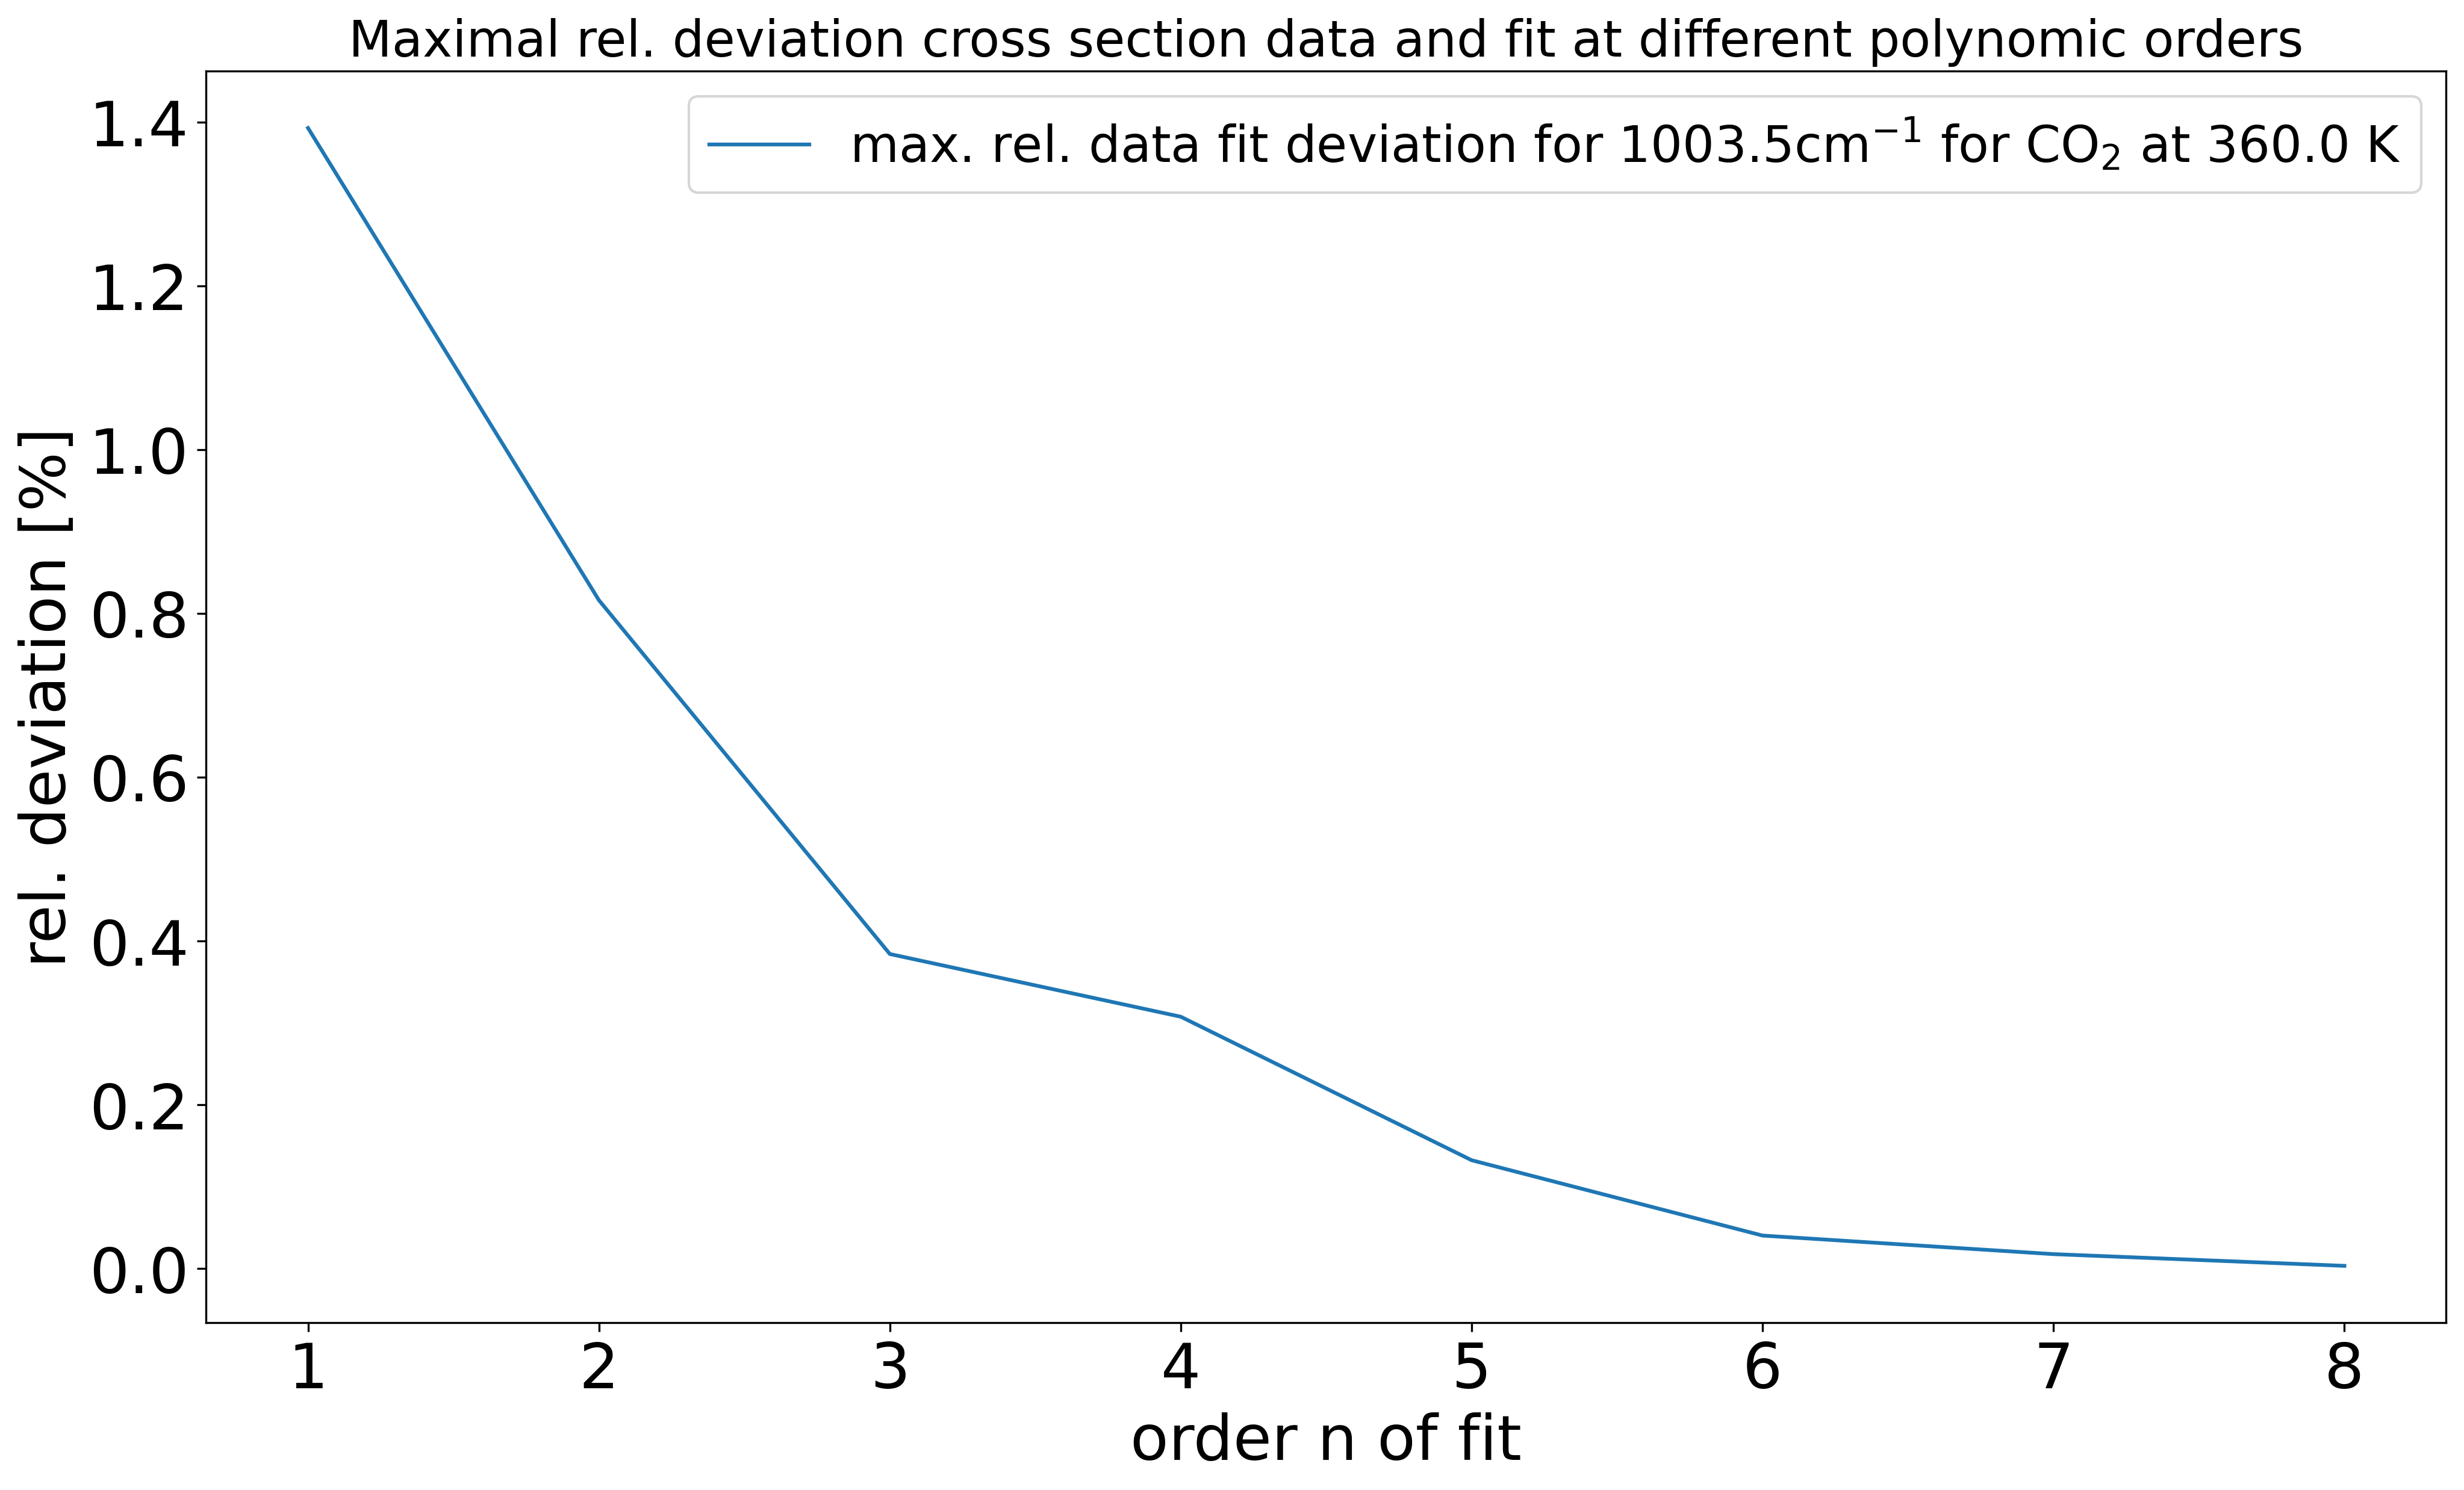 Maximal rel. deviation cross section data and fit at different polynomic orders
max. rel. data fit deviation for 1003.5cm⁻¹ for CO₂ at 360.0 K
rel. deviation [%]
1.4
1.2
1.0
0.8
0.6
0.4
0.2
0.0
1 2 3 4 5 6 7 8
order n of fit